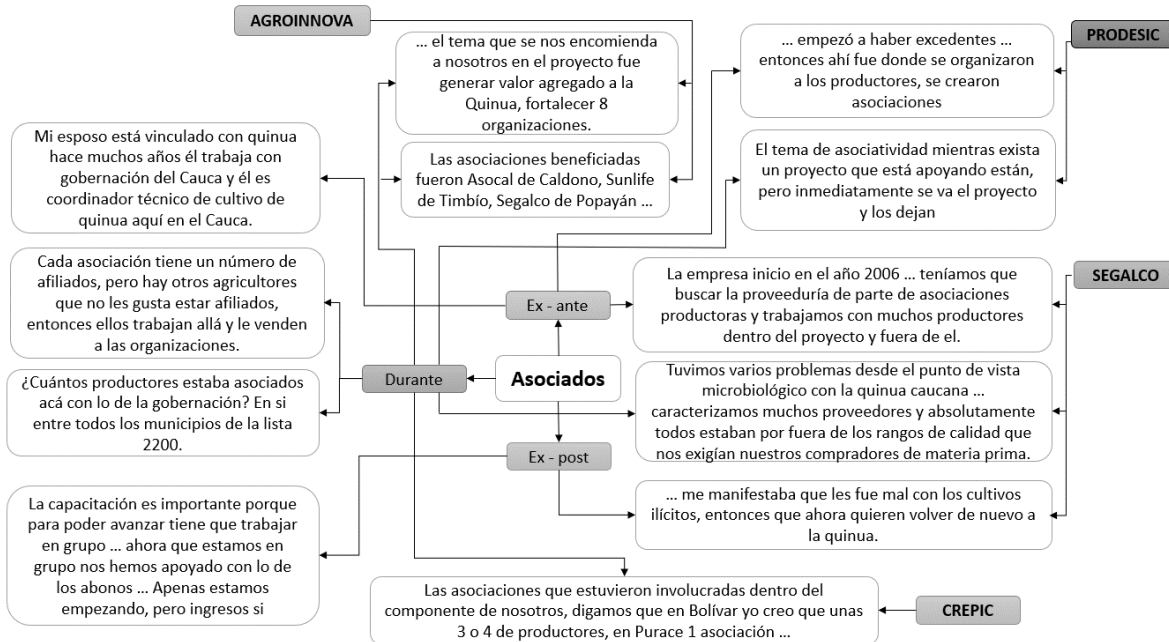 AGROINNOVA
… el tema que se nos encomienda
a nosotros en el proyecto fue
generar valor agregado a la
Quinua, fortalecer 8
organizaciones.
… empezó a haber excedentes …
entonces ahí fue donde se organizaron
a los productores, se crearon
asociaciones
PRODESIC
Mi esposo está vinculado con quinua
hace muchos años él trabaja con
gobernación del Cauca y él es
coordinador técnico de cultivo de
quinua aquí en el Cauca.
Las asociaciones beneficiadas
fueron Asocal de Caldono, Sunlife
de Timbío, Segalco de Popayán …
El tema de asociatividad mientras exista
un proyecto que está apoyando están,
pero inmediatamente se va el proyecto
y los dejan
Cada asociación tiene un número de
afiliados, pero hay otros agricultores
que no les gusta estar afiliados,
entonces ellos trabajan allá y le venden
a las organizaciones.
Ex - ante
La empresa inicio en el año 2006 … teníamos que
buscar la proveeduría de parte de asociaciones
productoras y trabajamos con muchos productores
dentro del proyecto y fuera de el.
SEGALCO
¿Cuántos productores estaba asociados
acá con lo de la gobernación? En si
entre todos los municipios de la lista
2200.
Durante
Asociados
Tuvimos varios problemas desde el punto de vista
microbiológico con la quinua caucana …
caracterizamos muchos proveedores y absolutamente
todos estaban por fuera de los rangos de calidad que
nos exigían nuestros compradores de materia prima.
Ex - post
La capacitación es importante porque
para poder avanzar tiene que trabajar
en grupo … ahora que estamos en
grupo nos hemos apoyado con lo de
los abonos … Apenas estamos
empezando, pero ingresos si
… me manifestaba que les fue mal con los cultivos
ilícitos, entonces que ahora quieren volver de nuevo a
la quinua.
Las asociaciones que estuvieron involucradas dentro del
componente de nosotros, digamos que en Bolívar yo creo que unas
3 o 4 de productores, en Purace 1 asociación …
CREPIC